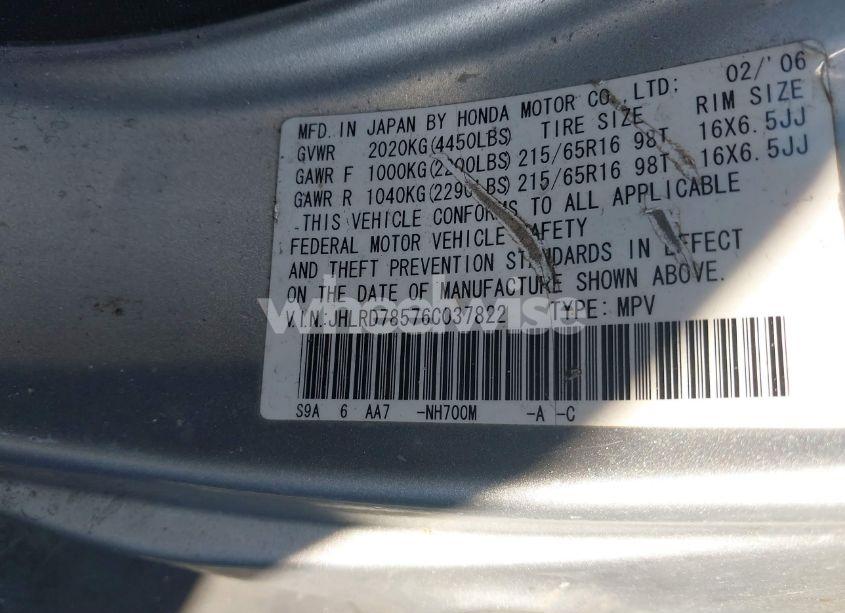 MFD. IN JAPAN BY HONDA MOTOR CO. LTD: 02/'06
GVWR 2020KG(4450LBS) TIRE SIZE RIM SIZE
GAWR F 1000KG(2200LBS) 215/65R16 98T 16X6.5JJ
GAWR R 1040KG(2290LBS) 215/65R16 98T 16X6.5JJ
THIS VEHICLE CONFORMS TO ALL APPLICABLE
FEDERAL MOTOR VEHICLE SAFETY
AND THEFT PREVENTION STANDARDS IN EFFECT
ON THE DATE OF MANUFACTURE SHOWN ABOVE.
wheelwise
V.I.N.:JHLRD78576C037822 TYPE: MPV
S9A 6 AA7 -NH700M -A -C